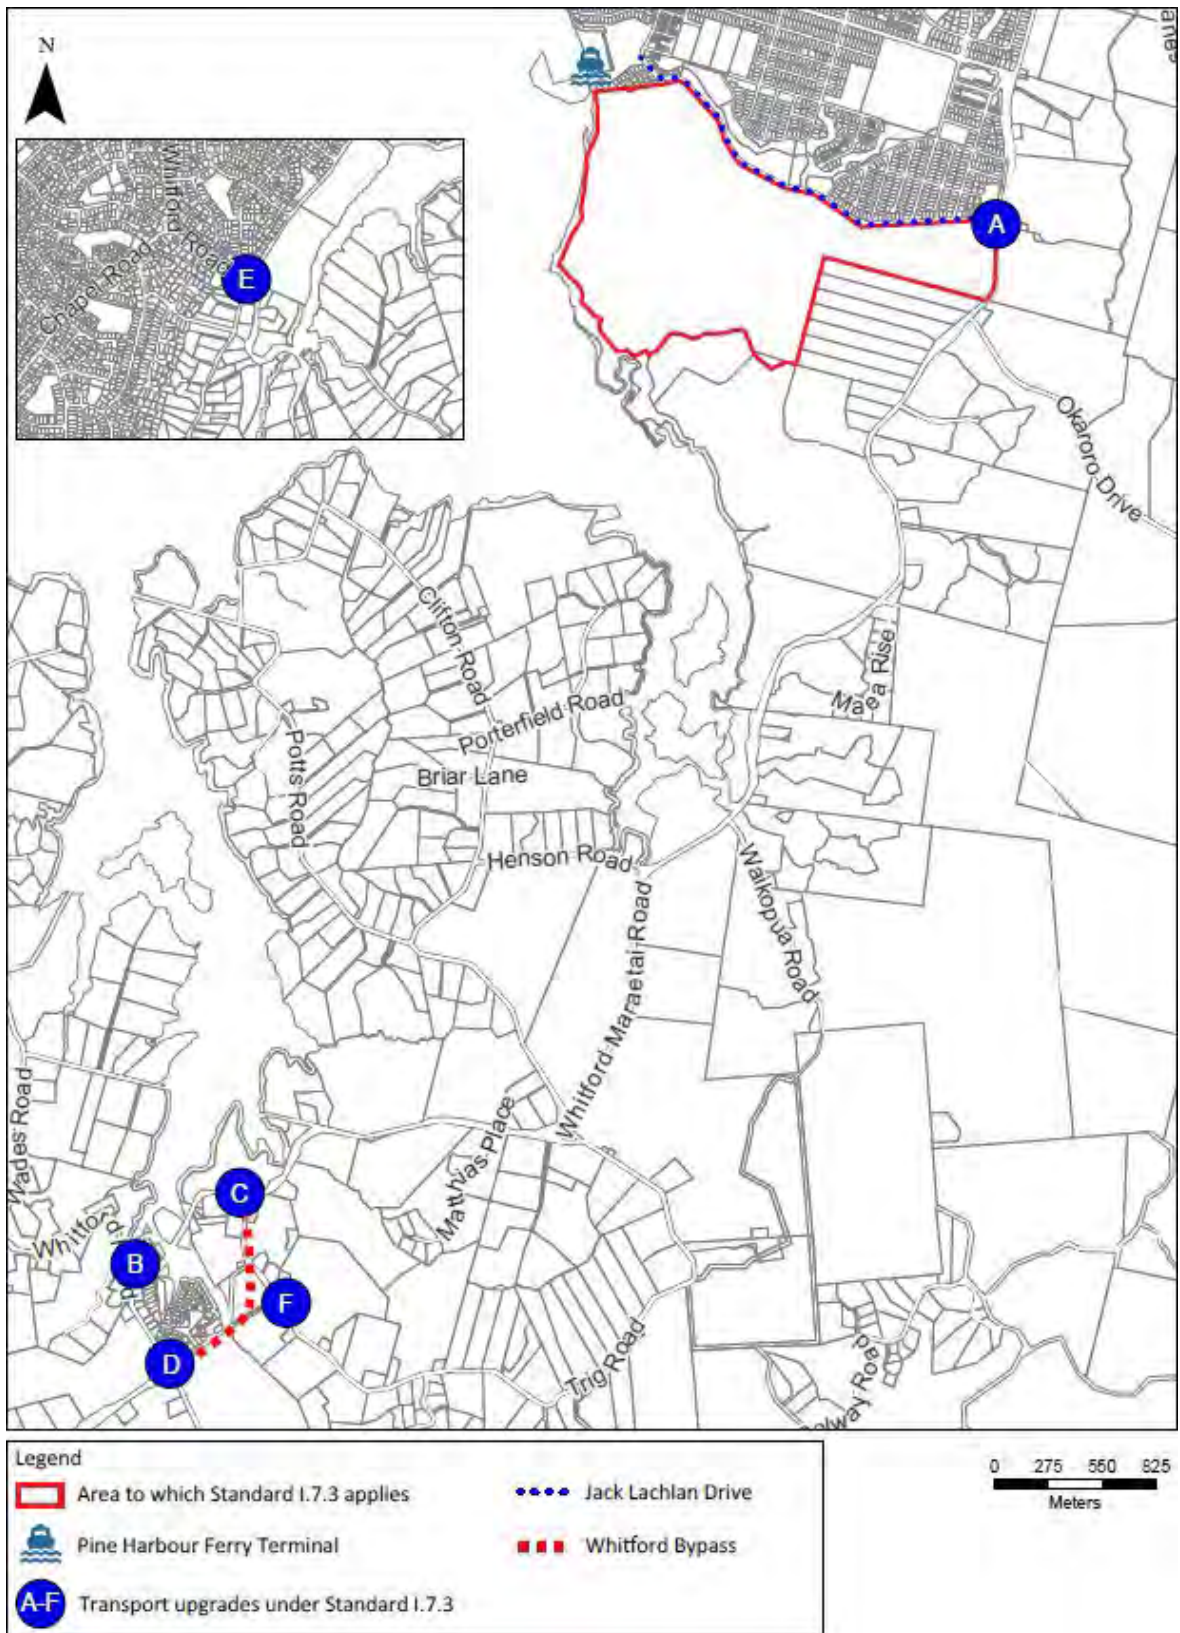 N
Whitford Road
Chapel Road
E
A
Okaroro Drive
Clifton Road
Porterfield Road
Maea Rise
Potts Road
Briar Lane
Henson Road
Waikopua Road
Whitford Maraetai Road
Wades Road
Matthias Place
C
Whitford
B
F
D
Trig Road
Polway Road
Legend
Area to which Standard I.7.3 applies
Jack Lachlan Drive
Pine Harbour Ferry Terminal
Whitford Bypass
A-F
Transport upgrades under Standard I.7.3
0 275 550 825
Meters